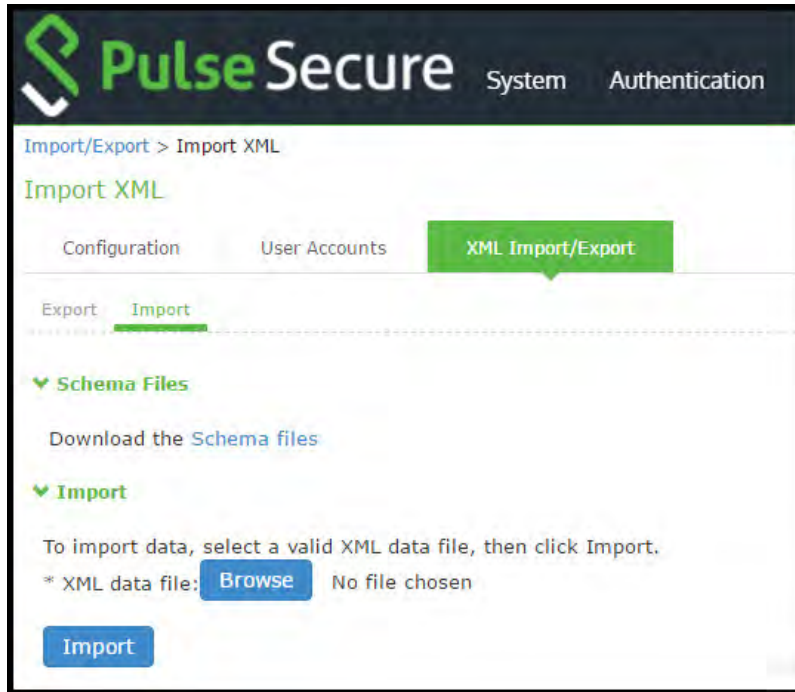 Pulse Secure System Authentication
Import/Export > Import XML
Import XML
Configuration User Accounts XML Import/Export
Export Import
Schema Files
Download the Schema files
Import
To import data, select a valid XML data file, then click Import.
* XML data file: Browse No file chosen
Import